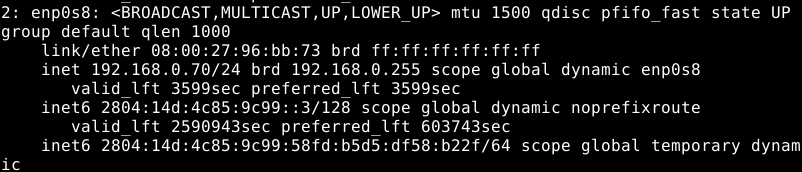 2: enp0s8: <BROADCAST,MULTICAST,UP,LOWER_UP> mtu 1500 qdisc pfifo_fast state UP
group default qlen 1000
    link/ether 08:00:27:96:bb:73 brd ff:ff:ff:ff:ff:ff
    inet 192.168.0.70/24 brd 192.168.0.255 scope global dynamic enp0s8
       valid_lft 3599sec preferred_lft 3599sec
    inet6 2804:14d:4c85:9c99::3/128 scope global dynamic noprefixroute
       valid_lft 2590943sec preferred_lft 603743sec
    inet6 2804:14d:4c85:9c99:58fd:b5d5:df58:b22f/64 scope global temporary dynam
ic